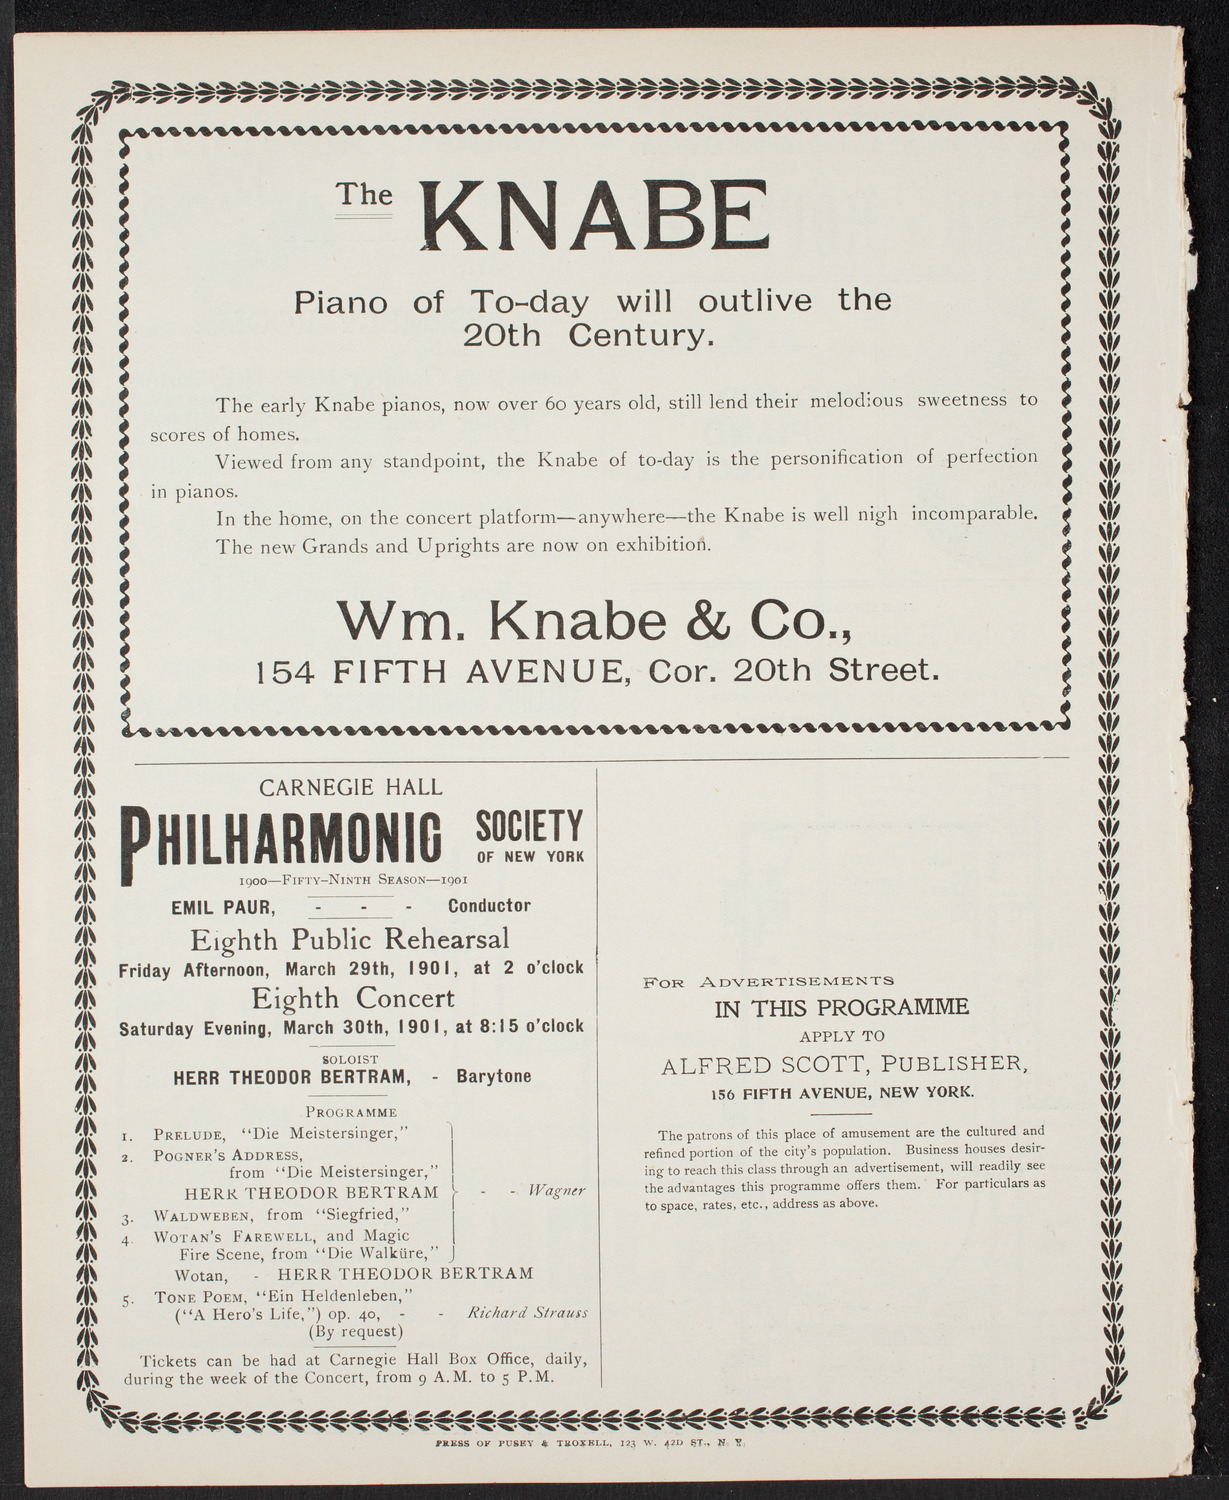 The KNABE
Piano of To-day will outlive the
20th Century.
The early Knabe pianos, now over 60 years old, still lend their melodious sweetness to
scores of homes.
Viewed from any standpoint, the Knabe of to-day is the personification of perfection
in pianos.
In the home, on the concert platform—anywhere—the Knabe is well nigh incomparable.
The new Grands and Uprights are now on exhibition.
Wm. Knabe & Co.,
154 FIFTH AVENUE, Cor. 20th Street.
CARNEGIE HALL
PHILHARMONIC SOCIETY
OF NEW YORK
1900—FIFTY-NINTH SEASON—1901
EMIL PAUR, - - - Conductor
Eighth Public Rehearsal
Friday Afternoon, March 29th, 1901, at 2 o'clock
Eighth Concert
Saturday Evening, March 30th, 1901, at 8:15 o'clock
SOLOIST
HERR THEODOR BERTRAM, - Barytone
PROGRAMME
1. PRELUDE, "Die Meistersinger,"
2. POGNER'S ADDRESS,
from "Die Meistersinger,"
HERR THEODOR BERTRAM - - Wagner
3. WALDWEBEN, from "Siegfried,"
4. WOTAN'S FAREWELL, and Magic
Fire Scene, from "Die Walküre,"
Wotan, - HERR THEODOR BERTRAM
5. TONE POEM, "Ein Heldenleben,"
("A Hero's Life,") op. 40, - - Richard Strauss
(By request)
Tickets can be had at Carnegie Hall Box Office, daily,
during the week of the Concert, from 9 A.M. to 5 P.M.
FOR ADVERTISEMENTS
IN THIS PROGRAMME
APPLY TO
ALFRED SCOTT, PUBLISHER,
156 FIFTH AVENUE, NEW YORK.
The patrons of this place of amusement are the cultured and
refined portion of the city's population. Business houses desir-
ing to reach this class through an advertisement, will readily see
the advantages this programme offers them. For particulars as
to space, rates, etc., address as above.
PRESS OF PUSEY & TROXELL, 123 W. 42D ST., N. Y.